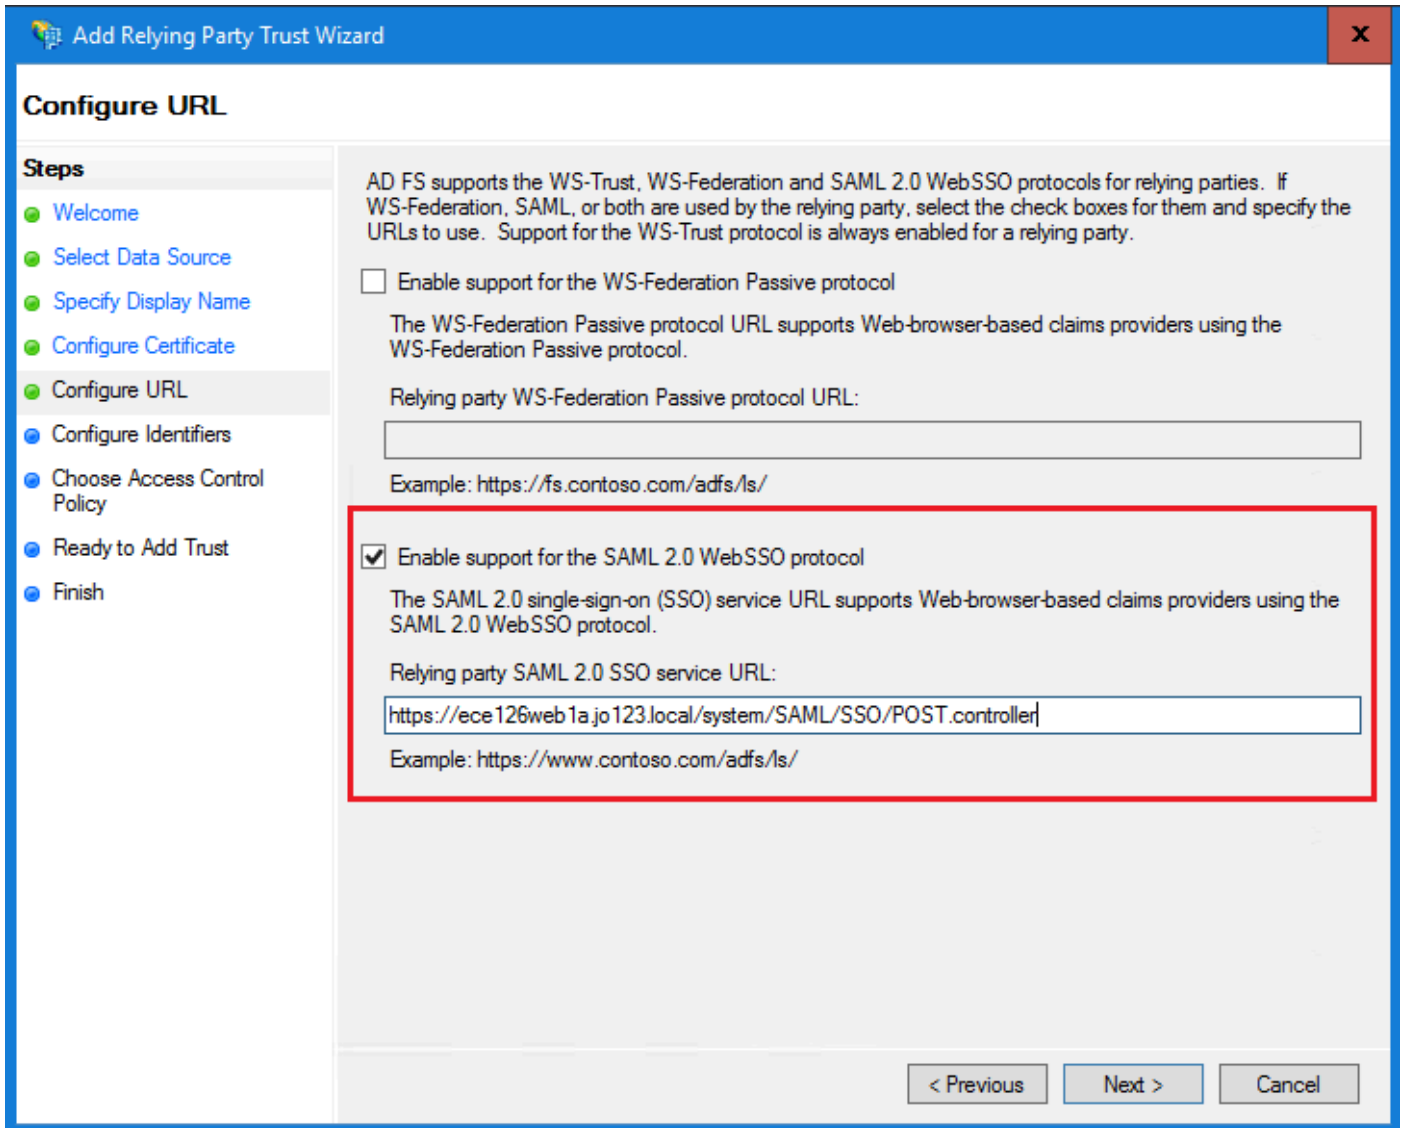 Add Relying Party Trust Wizard
x
Configure URL
Steps
Welcome
Select Data Source
Specify Display Name
Configure Certificate
Configure URL
Configure Identifiers
Choose Access Control
Policy
Ready to Add Trust
Finish
AD FS supports the WS-Trust, WS-Federation and SAML 2.0 WebSSO protocols for relying parties. If
WS-Federation, SAML, or both are used by the relying party, select the check boxes for them and specify the
URLs to use. Support for the WS-Trust protocol is always enabled for a relying party.
Enable support for the WS-Federation Passive protocol
The WS-Federation Passive protocol URL supports Web-browser-based claims providers using the
WS-Federation Passive protocol.
Relying party WS-Federation Passive protocol URL:
Example: https://fs.contoso.com/adfs/ls/
Enable support for the SAML 2.0 WebSSO protocol
The SAML 2.0 single-sign-on (SSO) service URL supports Web-browser-based claims providers using the
SAML 2.0 WebSSO protocol.
Relying party SAML 2.0 SSO service URL:
https://ece126web1a.jo123.local/system/SAML/SSO/POST.controller
Example: https://www.contoso.com/adfs/ls/
< Previous
Next >
Cancel